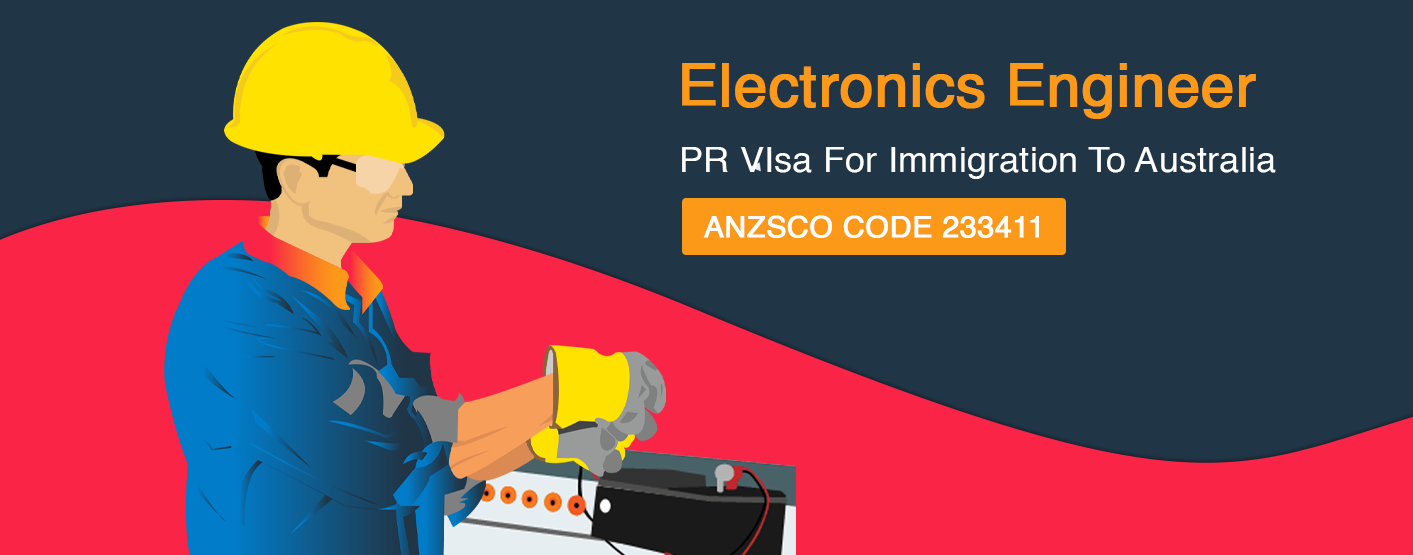 Electronics Engineer
PR VIsa For Immigration To Australia
ANZSCO CODE 233411